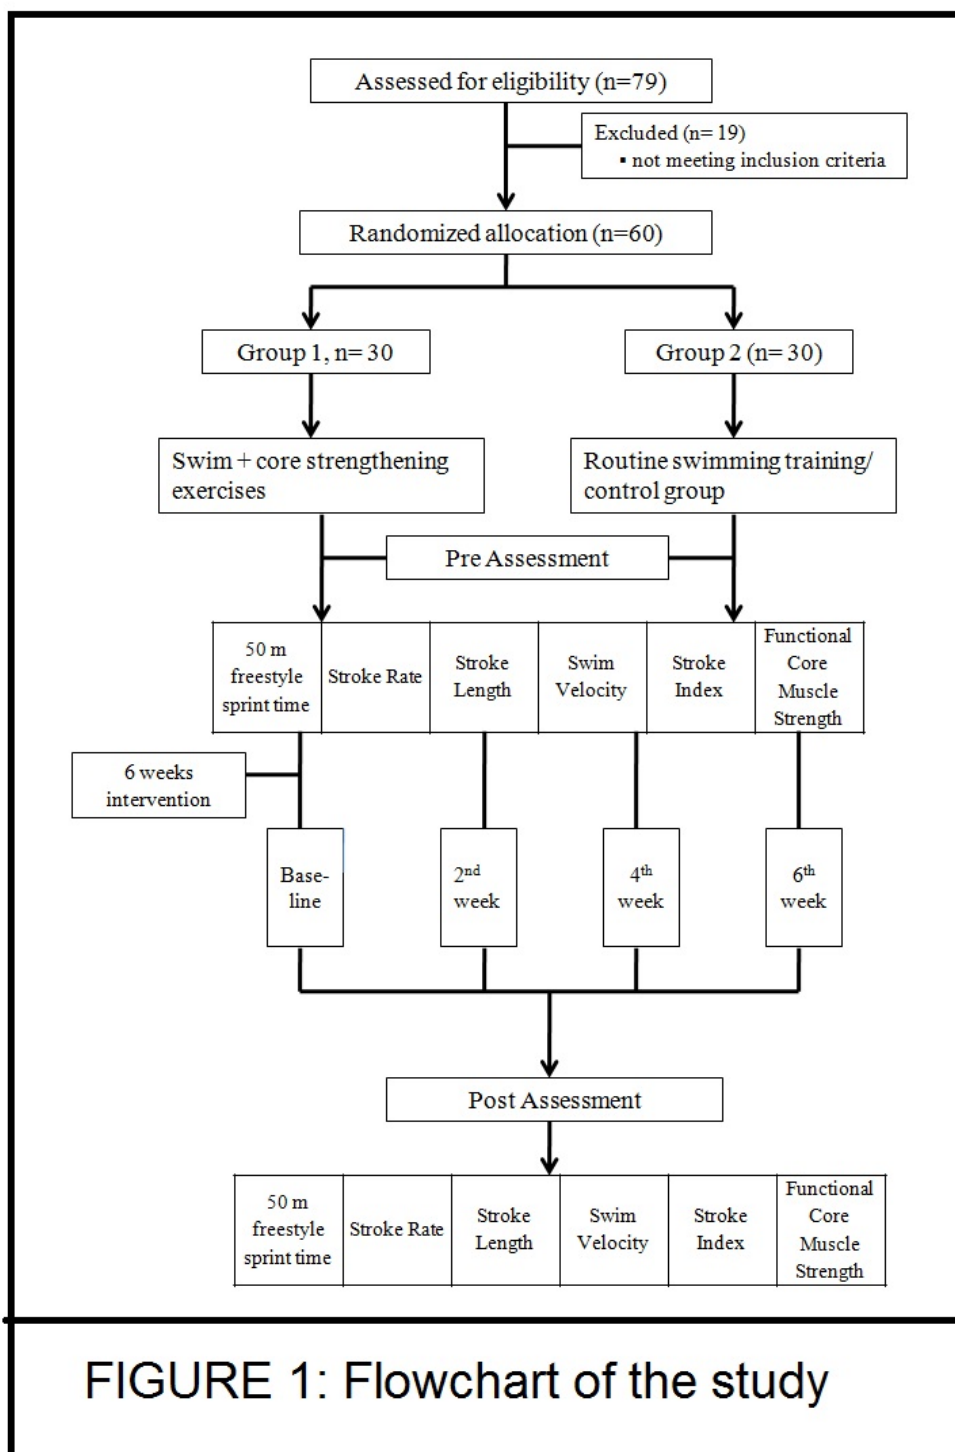 Assessed for eligibility (n=79)
Excluded (n= 19)
▪ not meeting inclusion criteria
Randomized allocation (n=60)
Group 1, n= 30
Group 2 (n= 30)
Swim + core strengthening
exercises
Routine swimming training/
control group
Pre Assessment
50 m
freestyle
sprint time
Stroke Rate
Stroke
Length
Swim
Velocity
Stroke
Index
Functional
Core
Muscle
Strength
6 weeks
intervention
Base-
line
2nd
week
4th
week
6th
week
Post Assessment
50 m
freestyle
sprint time
Stroke Rate
Stroke
Length
Swim
Velocity
Stroke
Index
Functional
Core
Muscle
Strength
FIGURE 1: Flowchart of the study